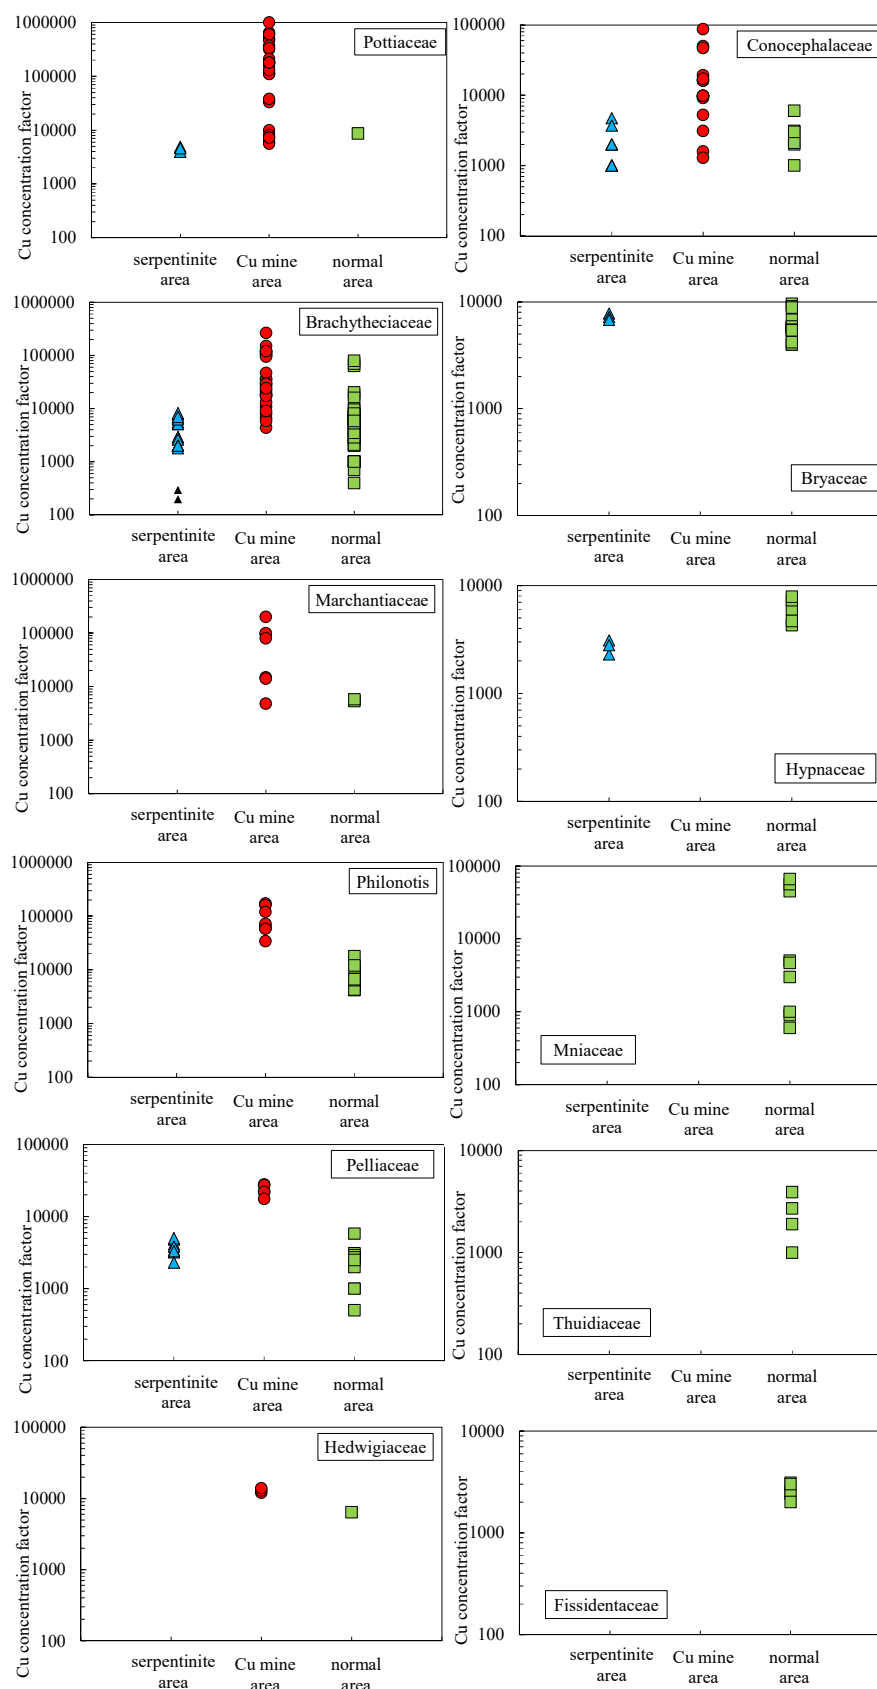 Cu concentration factor
1000000
100000
10000
1000
100
Pottiaceae
serpentinite
area
Cu mine
area
normal
area
Cu concentration factor
100000
10000
1000
100
Conocephalaceae
serpentinite
area
Cu mine
area
normal
area
Cu concentration factor
1000000
100000
10000
1000
100
Brachytheciaceae
serpentinite
area
Cu mine
area
normal
area
Cu concentration factor
10000
1000
100
Bryaceae
serpentinite
area
Cu mine
area
normal
area
Cu concentration factor
1000000
100000
10000
1000
100
Marchantiaceae
serpentinite
area
Cu mine
area
normal
area
Cu concentration factor
10000
1000
100
Hypnaceae
serpentinite
area
Cu mine
area
normal
area
Cu concentration factor
1000000
100000
10000
1000
100
Philonotis
serpentinite
area
Cu mine
area
normal
area
Cu concentration factor
100000
10000
1000
100
Mniaceae
serpentinite
area
Cu mine
area
normal
area
Cu concentration factor
100000
10000
1000
100
Pelliaceae
serpentinite
area
Cu mine
area
normal
area
Cu concentration factor
10000
1000
100
Thuidiaceae
serpentinite
area
Cu mine
area
normal
area
Cu concentration factor
100000
10000
1000
100
Hedwigiaceae
serpentinite
area
Cu mine
area
normal
area
Cu concentration factor
10000
1000
100
Fissidentaceae
serpentinite
area
Cu mine
area
normal
area